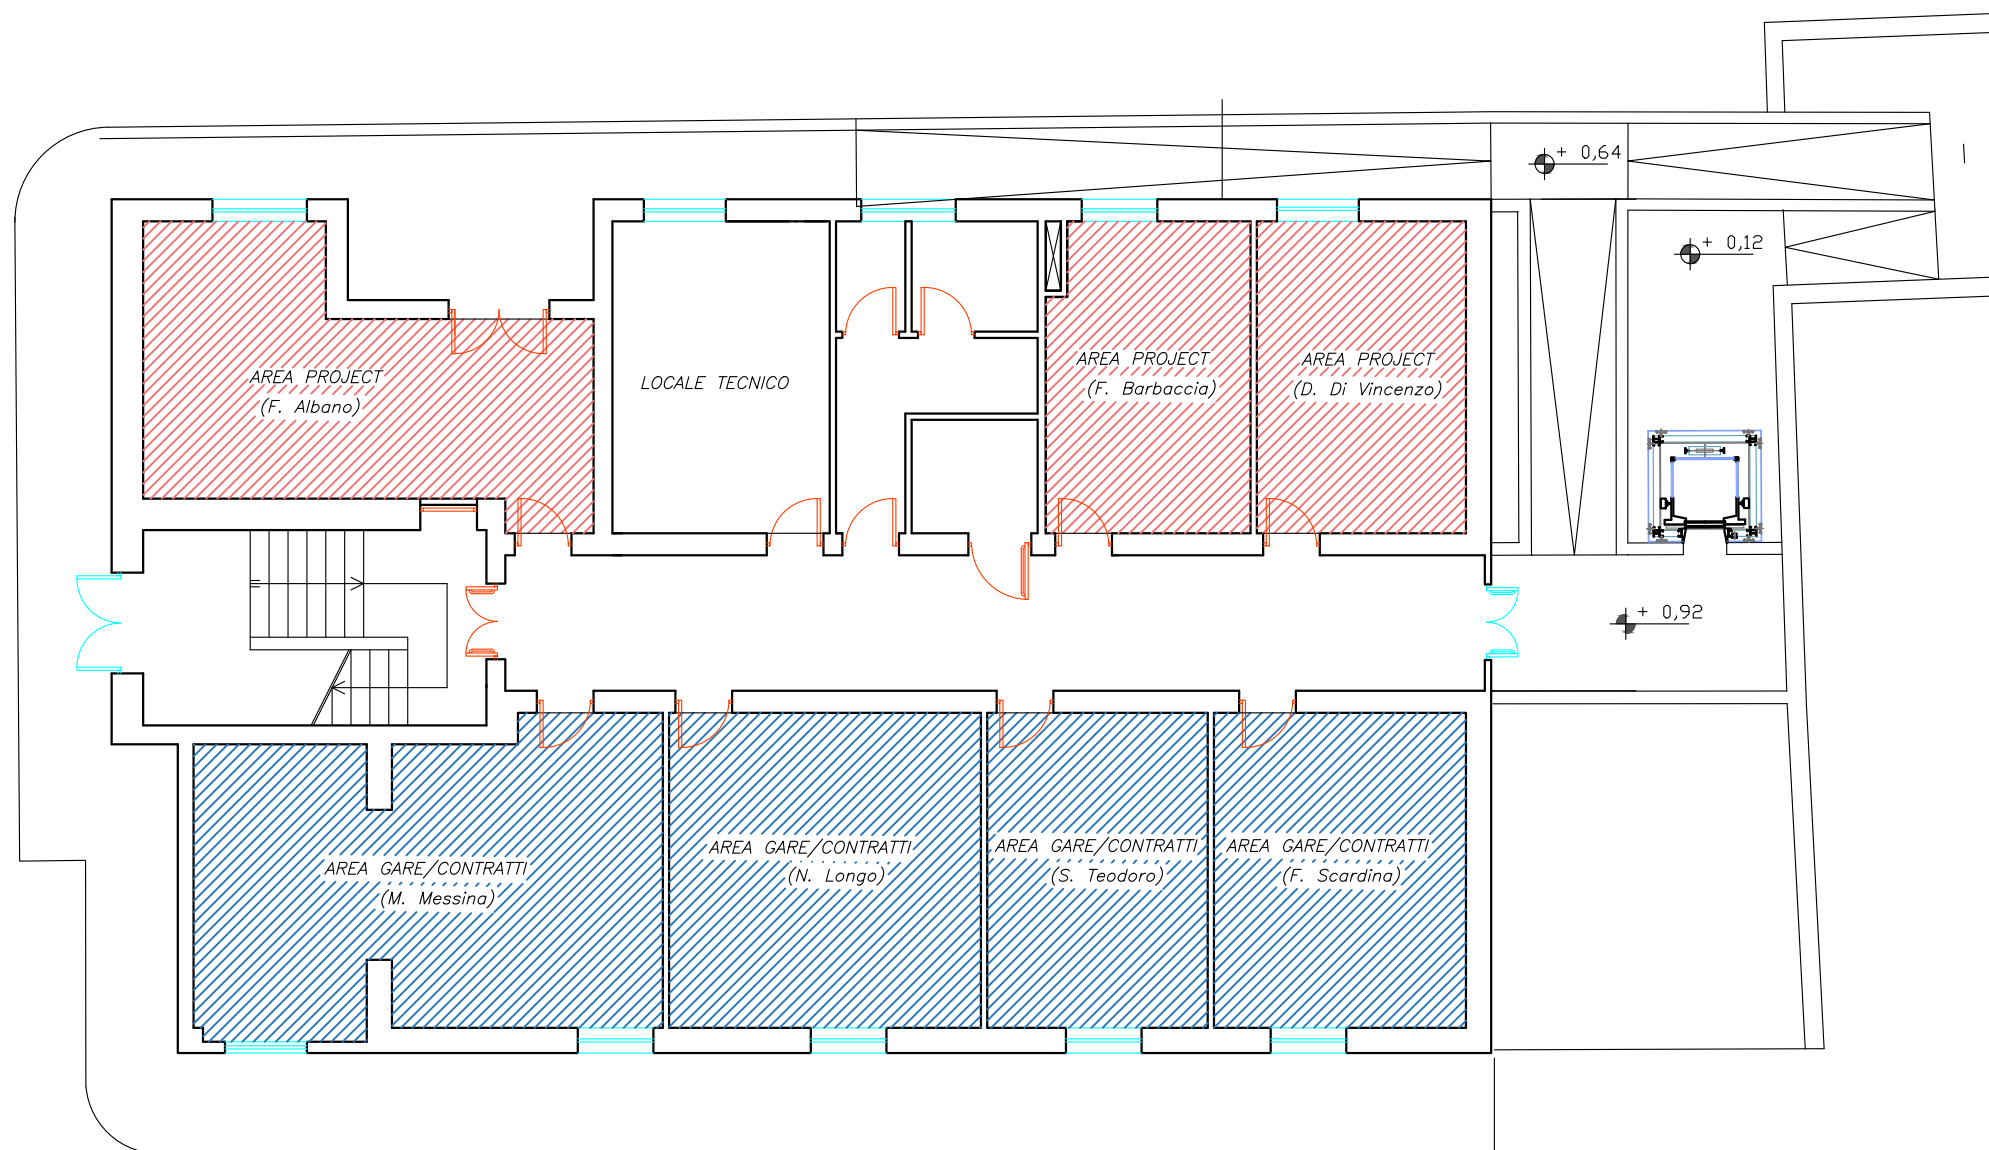 + 0,64
+ 0,12
AREA PROJECT
(F. Albano)
LOCALE TECNICO
AREA PROJECT
(F. Barbaccia)
AREA PROJECT
(D. Di Vincenzo)
+ 0,92
AREA GARE/CONTRATTI
(M. Messina)
AREA GARE/CONTRATTI
(N. Longo)
AREA GARE/CONTRATTI
(S. Teodoro)
AREA GARE/CONTRATTI
(F. Scardina)